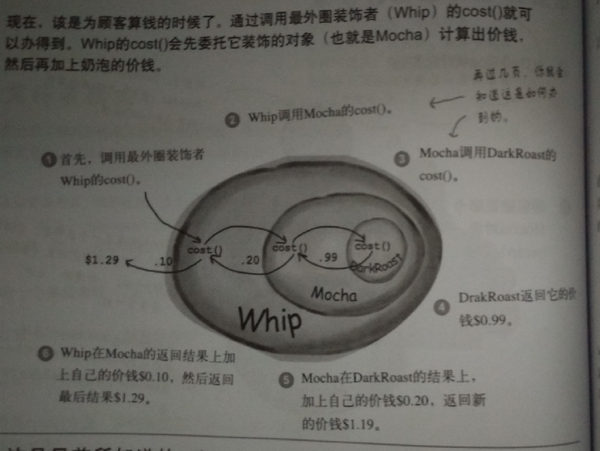 现在，该是为顾客算钱的时候了。通过调用最外圈装饰者（Whip）的cost()就可
以办得到。Whip的cost()会先委托它装饰的对象（也就是Mocha）计算出价钱，
然后再加上奶泡的价钱。
再过几页，你就会
知道这是如何办
到的。
❷ Whip调用Mocha的cost()。
❶ 首先，调用最外圈装饰者
Whip的cost()。
❸ Mocha调用DarkRoast的
cost()。
cost() cost() cost()
$1.29 .10 .20 .99 DarkRoast
Mocha
Whip
❹ DrakRoast返回它的价
钱$0.99。
❻ Whip在Mocha的返回结果上加
上自己的价钱$0.10，然后返回
最后结果$1.29。
❺ Mocha在DarkRoast的结果上，
加上自己的价钱$0.20，返回新
的价钱$1.19。